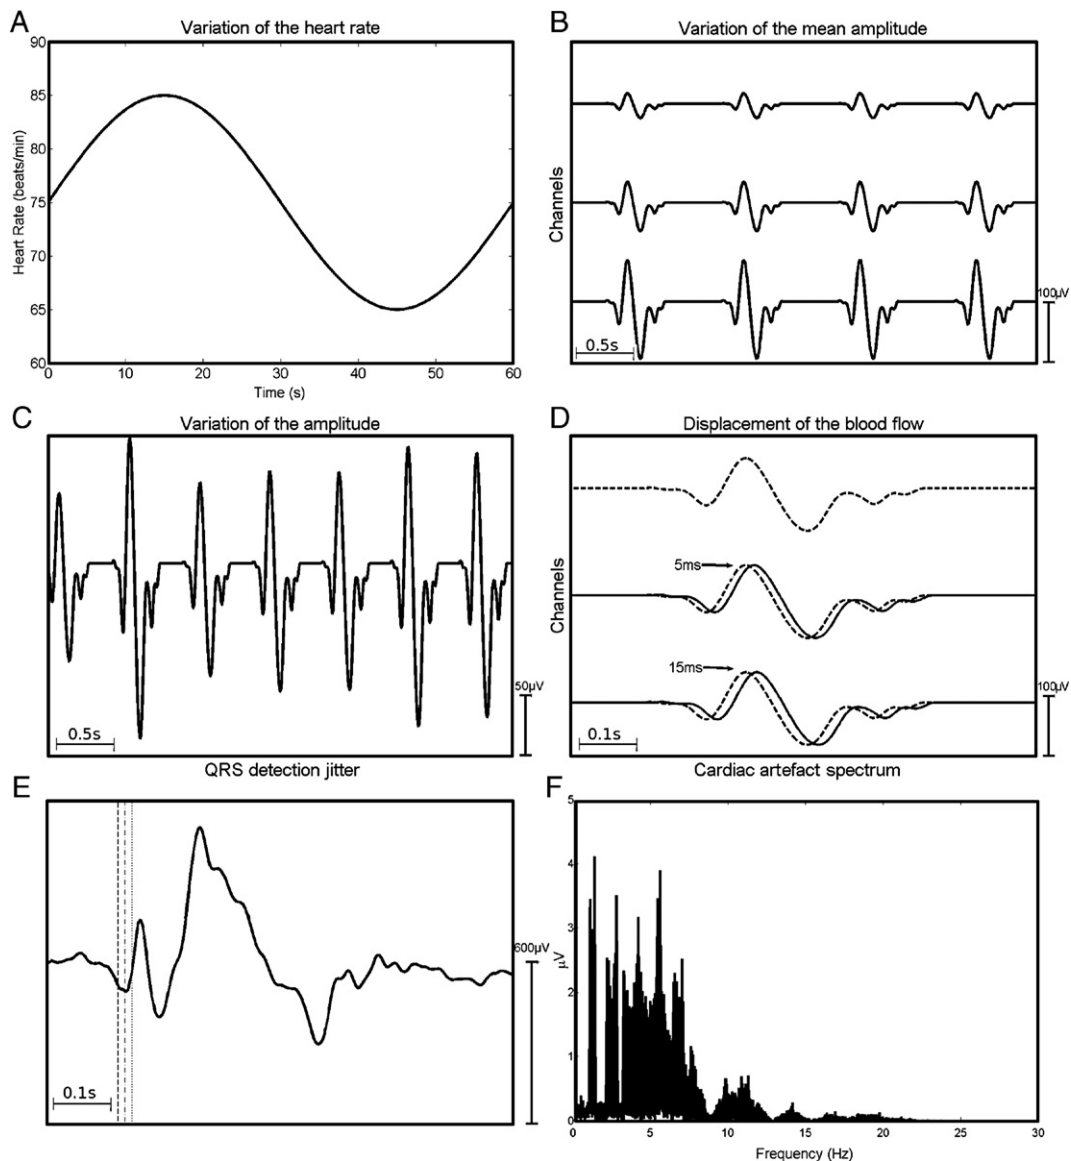 A
Variation of the heart rate
90
85
80
75
70
65
60
Heart Rate (beats/min)
0 10 20 30 40 50 60
Time (s)
B
Variation of the mean amplitude
Channels
100µV
0.5s
C
Variation of the amplitude
50µV
0.5s
D
Displacement of the blood flow
Channels
5ms
15ms
100µV
0.1s
E
QRS detection jitter
600µV
0.1s
F
Cardiac artefact spectrum
5
4
3
2
1
0
µV
0 5 10 15 20 25 30
Frequency (Hz)